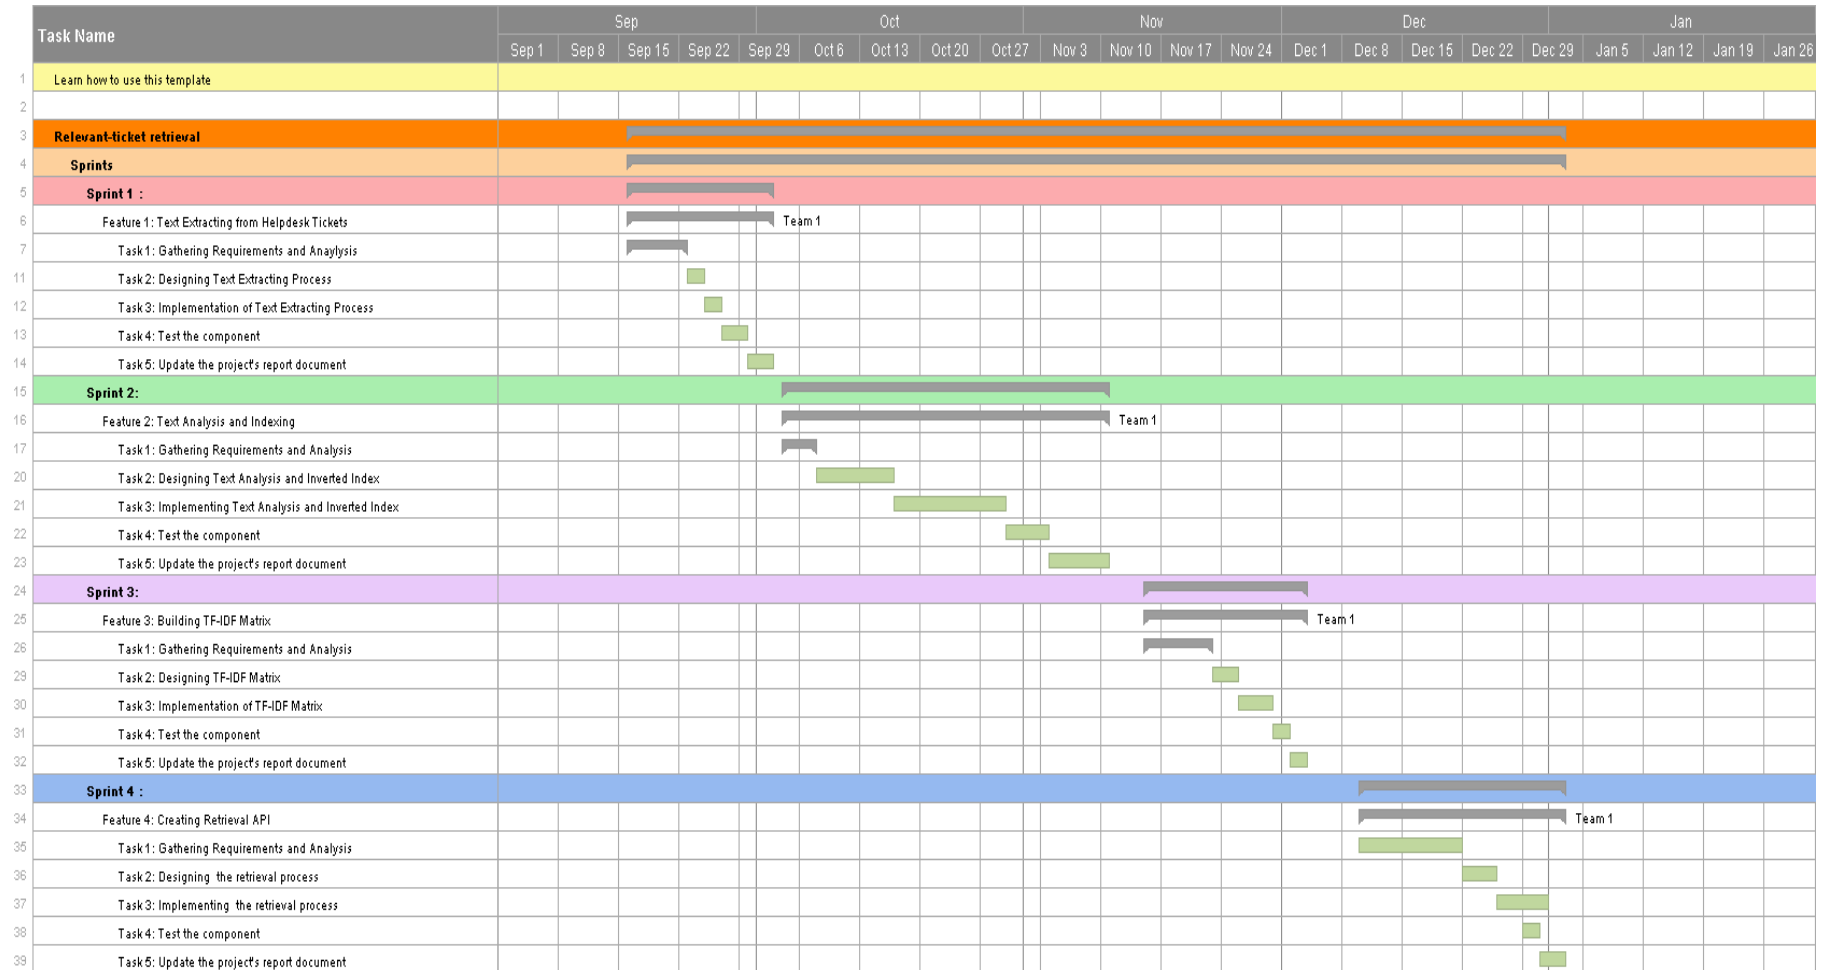 Task Name
Sep Oct Nov Dec Jan
Sep 1 Sep 8 Sep 15 Sep 22 Sep 29 Oct 6 Oct 13 Oct 20 Oct 27 Nov 3 Nov 10 Nov 17 Nov 24 Dec 1 Dec 8 Dec 15 Dec 22 Dec 29 Jan 5 Jan 12 Jan 19 Jan 26
1 Learn how to use this template
2
3 Relevant-ticket retrieval
4 Sprints
5 Sprint 1 :
6 Feature 1: Text Extracting from Helpdesk Tickets Team 1
7 Task 1: Gathering Requirements and Anaylysis
11 Task 2: Designing Text Extracting Process
12 Task 3: Implementation of Text Extracting Process
13 Task 4: Test the component
14 Task 5: Update the project's report document
15 Sprint 2:
16 Feature 2: Text Analysis and Indexing Team 1
17 Task 1: Gathering Requirements and Analysis
20 Task 2: Designing Text Analysis and Inverted Index
21 Task 3: Implementing Text Analysis and Inverted Index
22 Task 4: Test the component
23 Task 5: Update the project's report document
24 Sprint 3:
25 Feature 3: Building TF-IDF Matrix Team 1
26 Task 1: Gathering Requirements and Analysis
29 Task 2: Designing TF-IDF Matrix
30 Task 3: Implementation of TF-IDF Matrix
31 Task 4: Test the component
32 Task 5: Update the project's report document
33 Sprint 4 :
34 Feature 4: Creating Retrieval API Team 1
35 Task 1: Gathering Requirements and Analysis
36 Task 2: Designing the retrieval process
37 Task 3: Implementing the retrieval process
38 Task 4: Test the component
39 Task 5: Update the project's report document